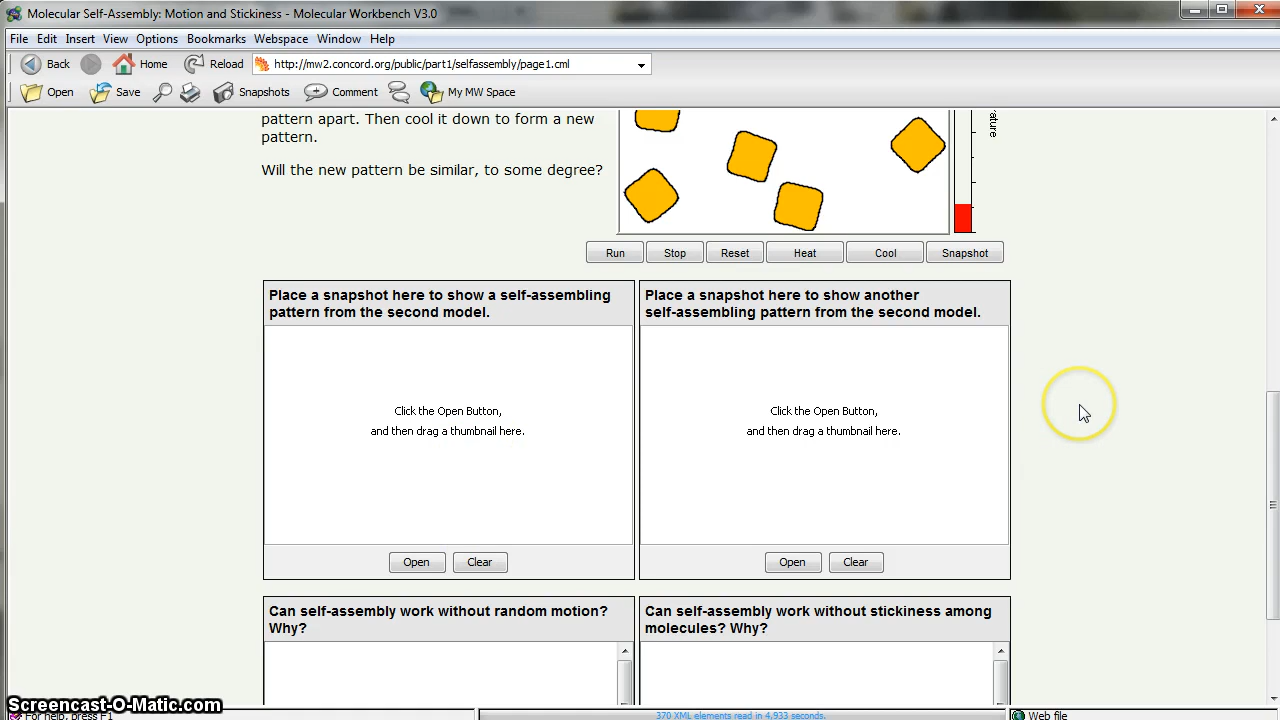 Molecular Self-Assembly: Motion and Stickiness - Molecular Workbench V3.0
File Edit Insert View Options Bookmarks Webspace Window Help
Back Home Reload http://mw2.concord.org/public/part1/selfassembly/page1.cml
Open Save Snapshots Comment My MW Space
pattern apart. Then cool it down to form a new
pattern.
Will the new pattern be similar, to some degree?
ature
Run Stop Reset Heat Cool Snapshot
Place a snapshot here to show a self-assembling
pattern from the second model.
Click the Open Button,
and then drag a thumbnail here.
Open Clear
Place a snapshot here to show another
self-assembling pattern from the second model.
Click the Open Button,
and then drag a thumbnail here.
Open Clear
Can self-assembly work without random motion?
Why?
Can self-assembly work without stickiness among
molecules? Why?
Screencast-O-Matic.com
For help, press F1
370 XML elements read in 4,933 seconds.
Web file